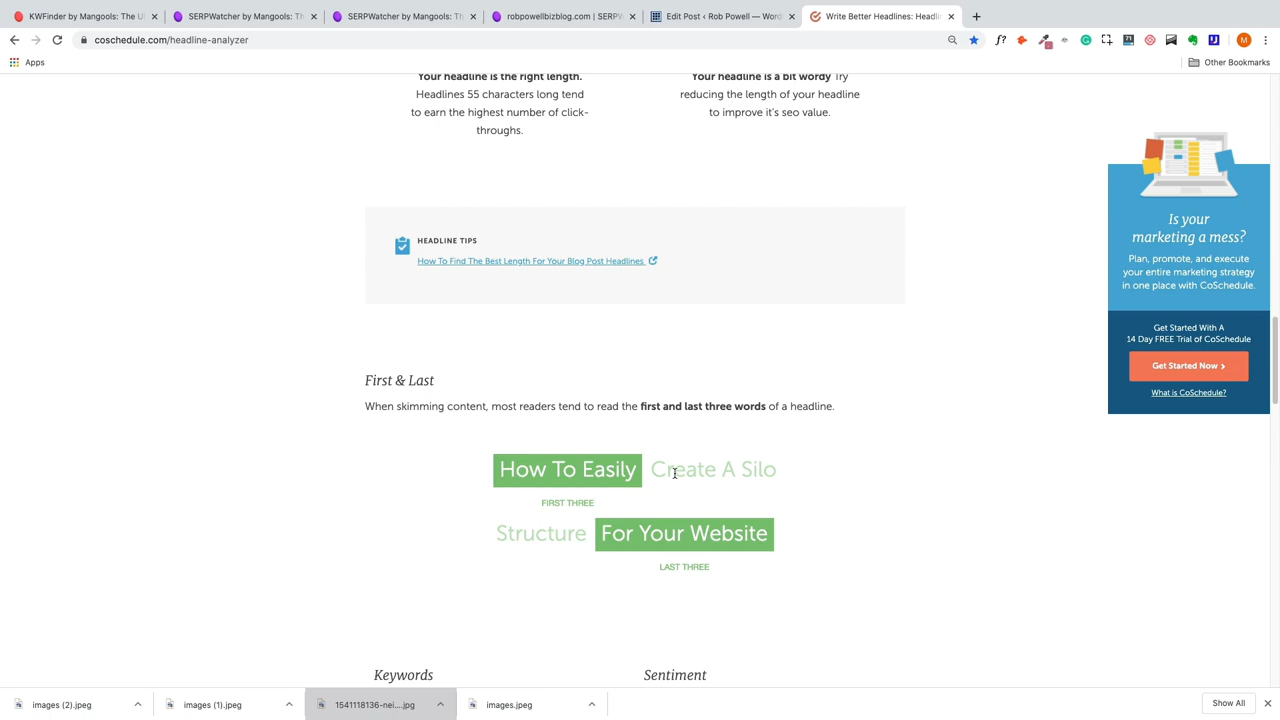 KWFinder by Mangools: The U
SERPWatcher by Mangools: T
SERPWatcher by Mangools: T
robpowellbizblog.com | SERPW
Edit Post ‹ Rob Powell — Word
Write Better Headlines: Headlin
coschedule.com/headline-analyzer
f?
71
M
Apps
Other Bookmarks
Your headline is the right length.
Headlines 55 characters long tend
to earn the highest number of click-
throughs.
Your headline is a bit wordy Try
reducing the length of your headline
to improve it's seo value.
HEADLINE TIPS
How To Find The Best Length For Your Blog Post Headlines
First & Last
When skimming content, most readers tend to read the first and last three words of a headline.
How To Easily Create A Silo
FIRST THREE
Structure For Your Website
LAST THREE
Keywords
Sentiment
Is your
marketing a mess?
Plan, promote, and execute
your entire marketing strategy
in one place with CoSchedule.
Get Started With A
14 Day FREE Trial of CoSchedule
Get Started Now >
What is CoSchedule?
images (2).jpeg
images (1).jpeg
1541118136-nei....jpg
images.jpeg
Show All